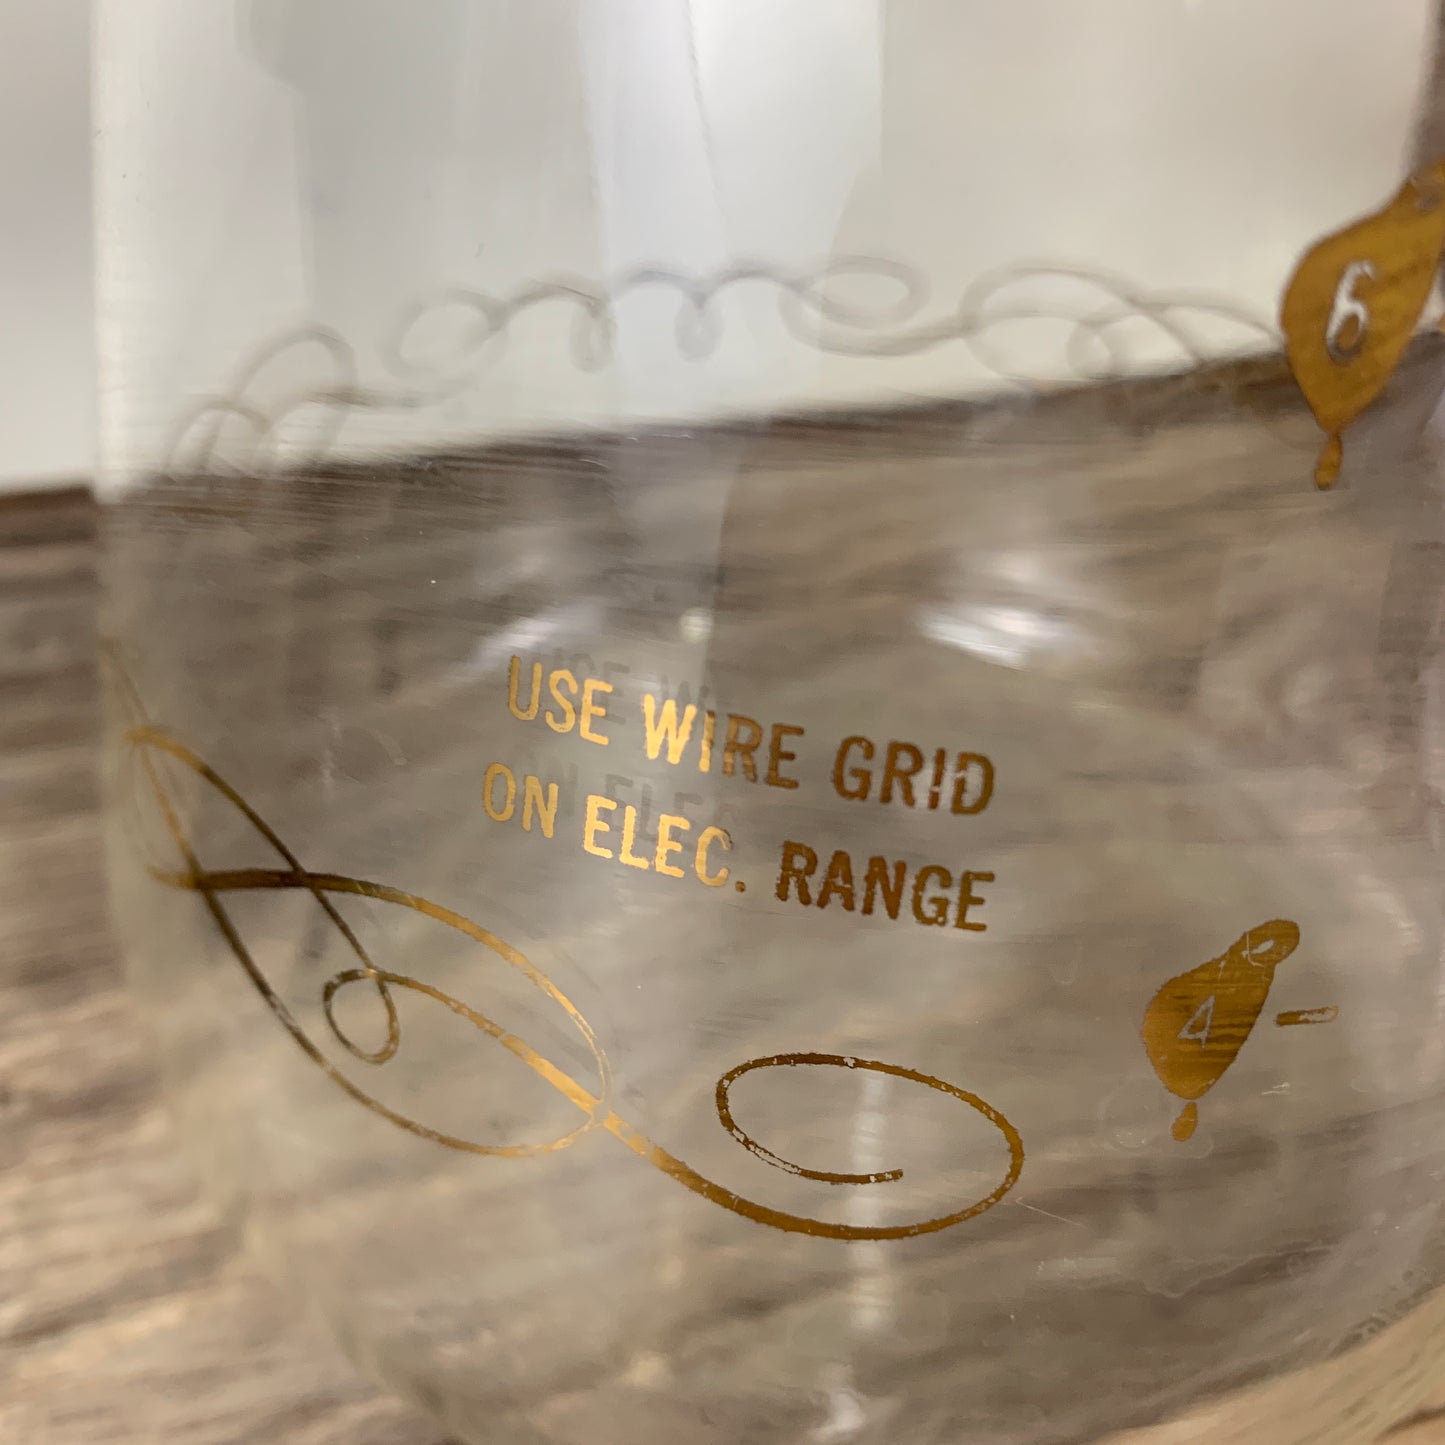 6
USE WIRE GRID
ON ELEC. RANGE
4